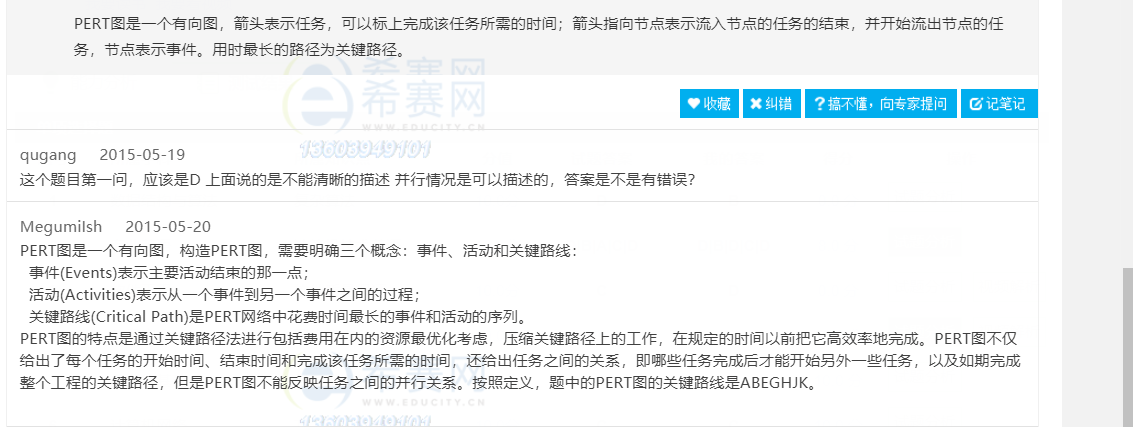 PERT图是一个有向图，箭头表示任务，可以标上完成该任务所需的时间；箭头指向节点表示流入节点的任务的结束，并开始流出节点的任
务，节点表示事件。用时最长的路径为关键路径。
希赛网
希赛网
WWW.EDUCITY.CN
13608949101
收藏 纠错 搞不懂，向专家提问 记笔记
qugang 2015-05-19
这个题目第一问，应该是D 上面说的是不能清晰的描述 并行情况是可以描述的，答案是不是有错误？
Megumilsh 2015-05-20
PERT图是一个有向图，构造PERT图，需要明确三个概念：事件、活动和关键路线：
事件(Events)表示主要活动结束的那一点；
活动(Activities)表示从一个事件到另一个事件之间的过程；
关键路线(Critical Path)是PERT网络中花费时间最长的事件和活动的序列。
PERT图的特点是通过关键路径法进行包括费用在内的资源最优化考虑，压缩关键路径上的工作，在规定的时间以前把它高效率地完成。PERT图不仅
给出了每个任务的开始时间、结束时间和完成该任务所需的时间，还给出任务之间的关系，即哪些任务完成后才能开始另外一些任务，以及如期完成
整个工程的关键路径，但是PERT图不能反映任务之间的并行关系。按照定义，题中的PERT图的关键路线是ABEGHJK。
希赛网
WWW.EDUCITY.CN
13608949101